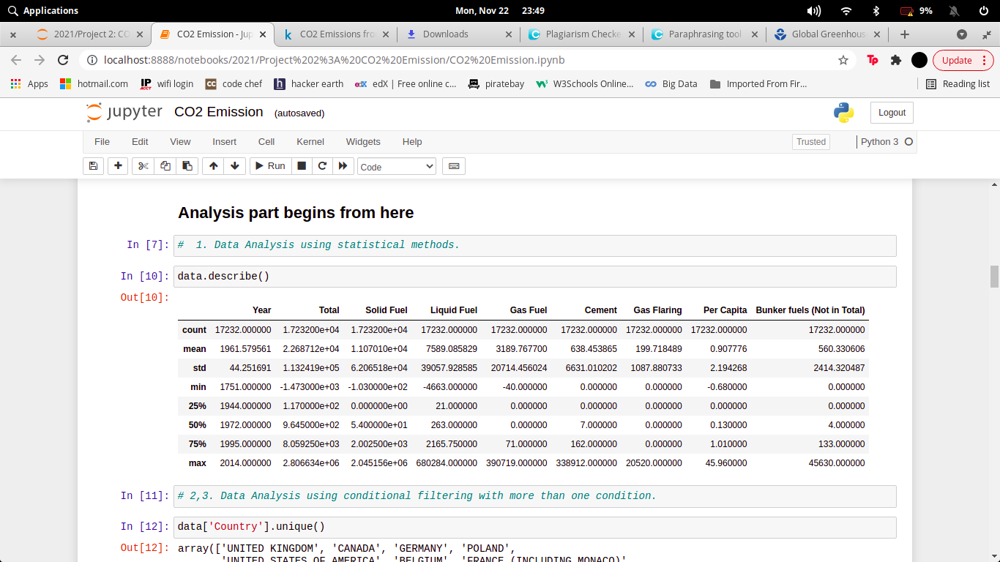 Applications Mon, Nov 22 23:49 9%
2021/Project 2: CO CO2 Emission - Jup CO2 Emissions fro Downloads Plagiarism Checke Paraphrasing tool Global Greenhous
localhost:8888/notebooks/2021/Project%202%3A%20CO2%20Emission/CO2%20Emission.ipynb Tp Update
Apps hotmail.com IP ACCT wifi login CC code chef h hacker earth edX edX | Free online c... piratebay W3Schools Online... Big Data Imported From Fir... Reading list
jupyter CO2 Emission (autosaved) Logout
File Edit View Insert Cell Kernel Widgets Help Trusted Python 3
Run Code
Analysis part begins from here
In [7]: #  1. Data Analysis using statistical methods.
In [10]: data.describe()
Out[10]:
Year Total Solid Fuel Liquid Fuel Gas Fuel Cement Gas Flaring Per Capita Bunker fuels (Not in Total)
count 17232.000000 1.723200e+04 1.723200e+04 17232.000000 17232.000000 17232.000000 17232.000000 17232.000000 17232.000000
mean 1961.579561 2.268712e+04 1.107010e+04 7589.085829 3189.767700 638.453865 199.718489 0.907776 560.330606
std 44.251691 1.132419e+05 6.206518e+04 39057.928585 20714.456024 6631.010202 1087.880733 2.194268 2414.320487
min 1751.000000 -1.473000e+03 -1.030000e+02 -4663.000000 -40.000000 0.000000 0.000000 -0.680000 0.000000
25% 1944.000000 1.170000e+02 0.000000e+00 21.000000 0.000000 0.000000 0.000000 0.000000 0.000000
50% 1972.000000 9.645000e+02 5.400000e+01 263.000000 0.000000 7.000000 0.000000 0.130000 4.000000
75% 1995.000000 8.059250e+03 2.002500e+03 2165.750000 71.000000 162.000000 0.000000 1.010000 133.000000
max 2014.000000 2.806634e+06 2.045156e+06 680284.000000 390719.000000 338912.000000 20520.000000 45.960000 45630.000000
In [11]: # 2,3. Data Analysis using conditional filtering with more than one condition.
In [12]: data['Country'].unique()
Out[12]: array(['UNITED KINGDOM', 'CANADA', 'GERMANY', 'POLAND',
'UNITED STATES OF AMERICA', 'BELGIUM', 'FRANCE (INCLUDING MONACO)',